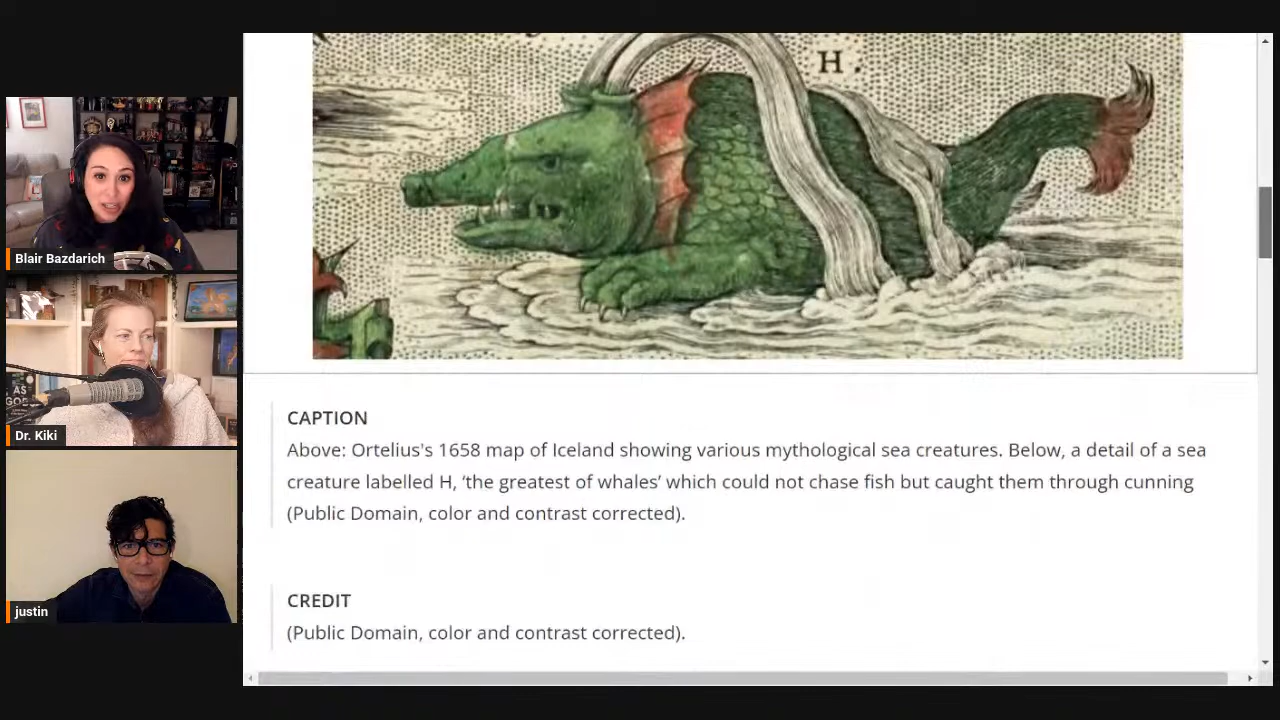 H.
Blair Bazdarich
AS
GOD
Dr. Kiki
justin
CAPTION
Above: Ortelius's 1658 map of Iceland showing various mythological sea creatures. Below, a detail of a sea
creature labelled H, ‘the greatest of whales’ which could not chase fish but caught them through cunning
(Public Domain, color and contrast corrected).
CREDIT
(Public Domain, color and contrast corrected).